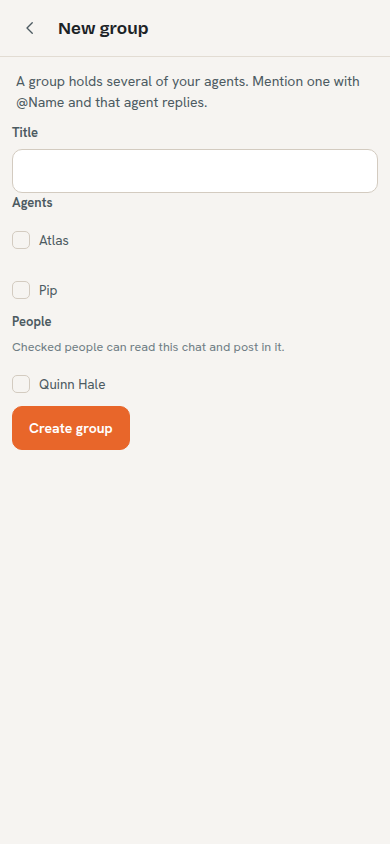 New group
A group holds several of your agents. Mention one with
@Name and that agent replies.
Title
Agents
Atlas
Pip
People
Checked people can read this chat and post in it.
Quinn Hale
Create group